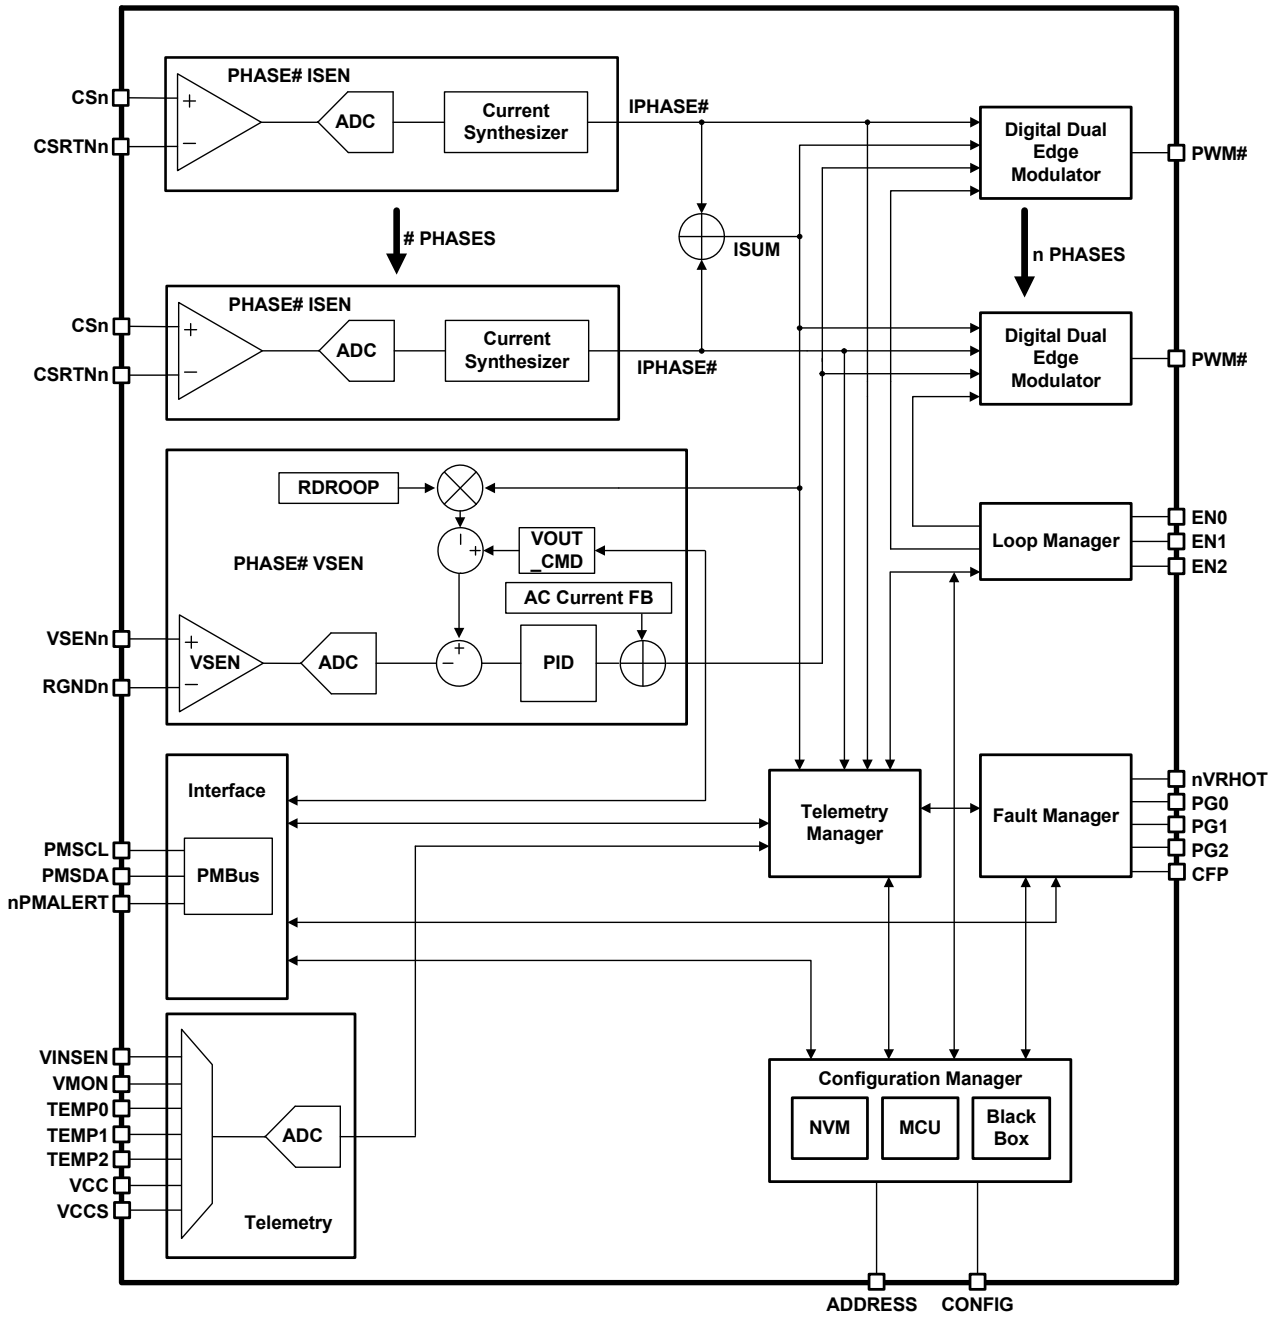 PHASE# ISEN
CSn
+
ADC
Current
Synthesizer
IPHASE#
Digital Dual
Edge
Modulator
PWM#
CSRTNn
−
# PHASES
ISUM
n PHASES
PHASE# ISEN
CSn
+
ADC
Current
Synthesizer
IPHASE#
Digital Dual
Edge
Modulator
PWM#
CSRTNn
−
RDROOP
−
+
VOUT
_CMD
PHASE# VSEN
AC Current FB
Loop Manager
EN0
EN1
EN2
VSENn
+
VSEN
−
ADC
+
−
PID
RGNDn
Interface
PMBus
PMSCL
PMSDA
nPMALERT
Telemetry
Manager
Fault Manager
nVRHOT
PG0
PG1
PG2
CFP
VINSEN
VMON
TEMP0
TEMP1
TEMP2
VCC
VCCS
ADC
Telemetry
Configuration Manager
NVM
MCU
Black
Box
ADDRESS
CONFIG